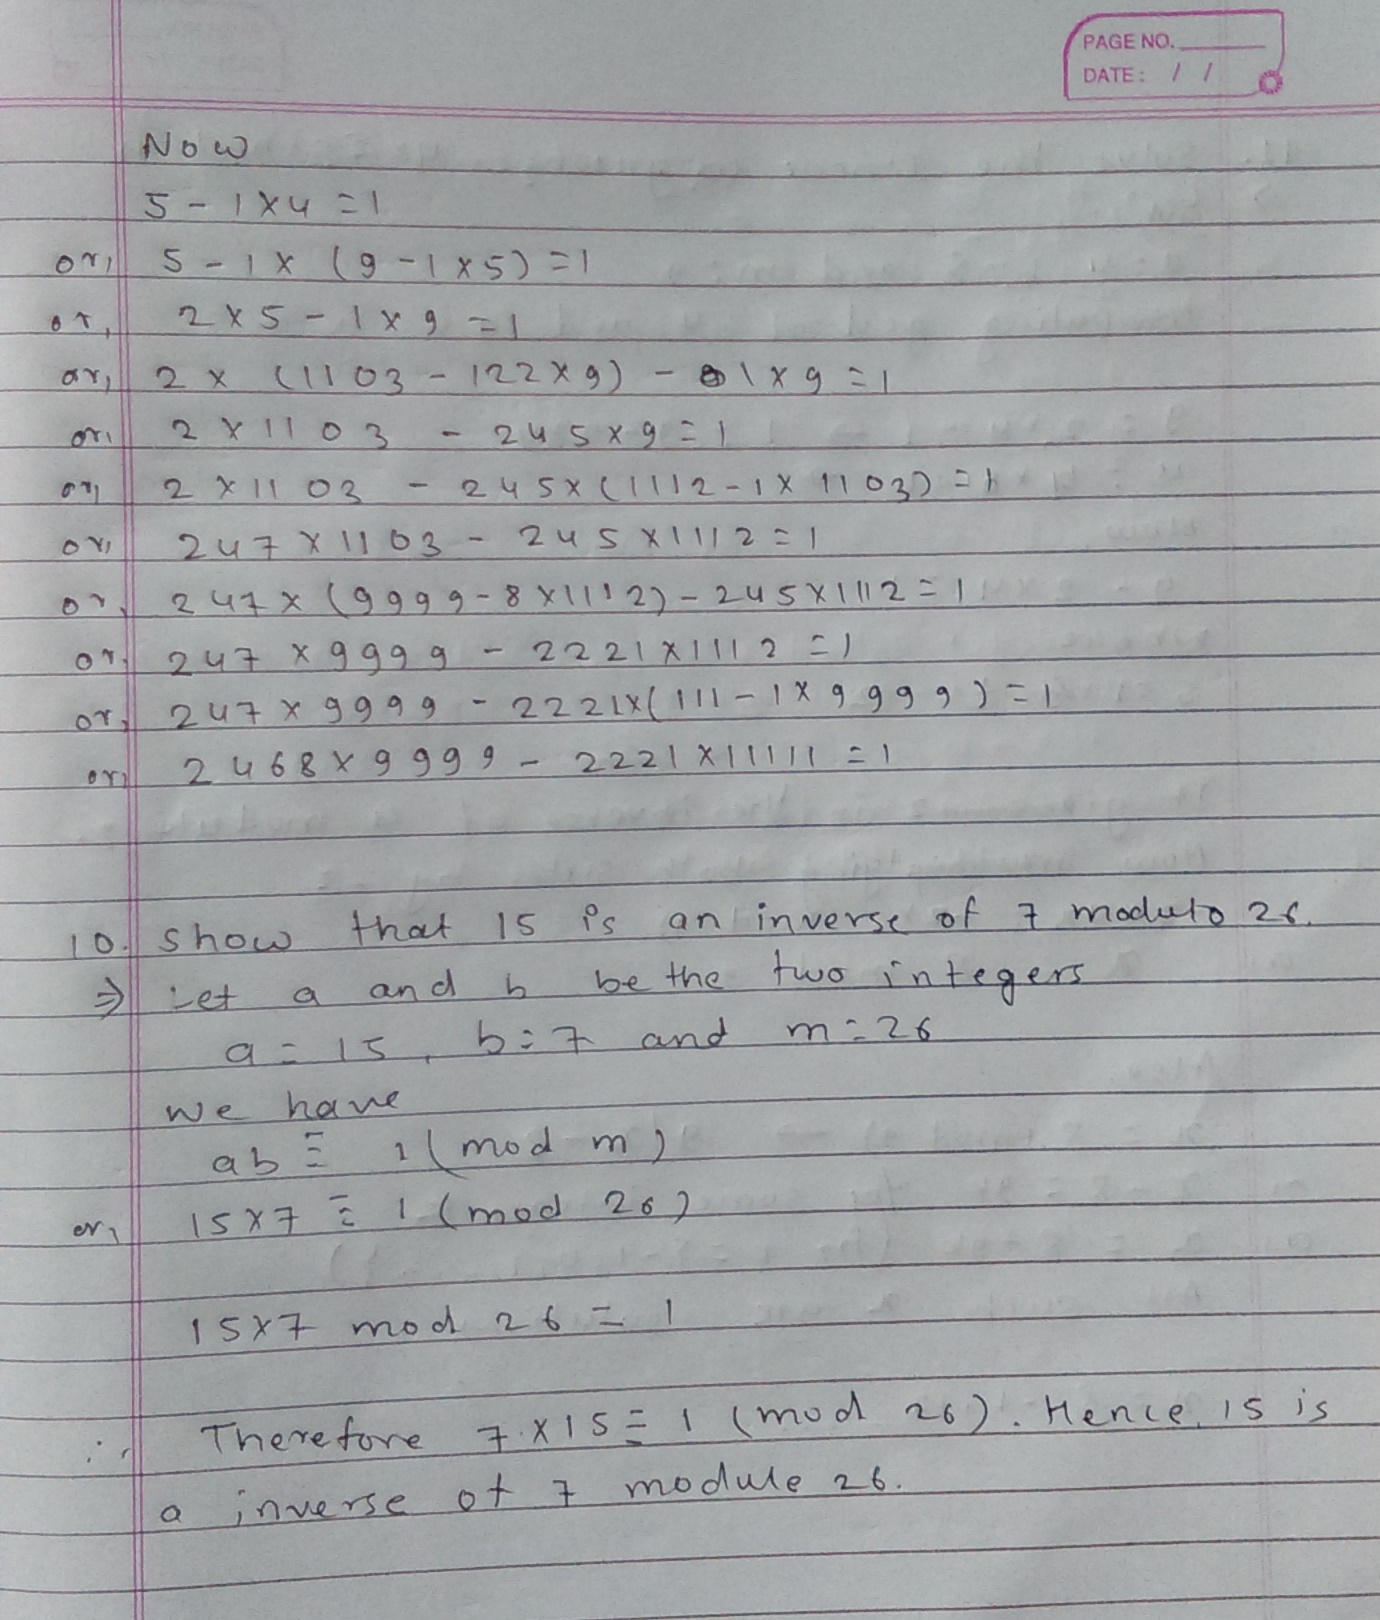 PAGE NO.
DATE: / /
Now
5 - 1 x 4 = 1
or, 5 - 1 x (9 - 1 x 5) = 1
or, 2 x 5 - 1 x 9 = 1
or, 2 x (1103 - 122 x 9) - 1 x 9 = 1
or, 2 x 1103 - 245 x 9 = 1
or, 2 x 1103 - 245 x (1112 - 1 x 1103) = 1
or, 247 x 1103 - 245 x 1112 = 1
or, 247 x (9999 - 8 x 1112) - 245 x 1112 = 1
or, 247 x 9999 - 2221 x 1112 = 1
or, 247 x 9999 - 2221 x (111 - 1 x 9999) = 1
or, 2468 x 9999 - 2221 x 11111 = 1
10. Show that 15 is an inverse of 7 moduto 26.
⇒ Let a and b be the two integers
a = 15, b = 7 and m = 26
We have
ab ≡ 1 (mod m)
or, 15 x 7 ≡ 1 (mod 26)
15 x 7 mod 26 = 1
∴, Therefore 7 x 15 ≡ 1 (mod 26). Hence, 15 is
a inverse of 7 module 26.